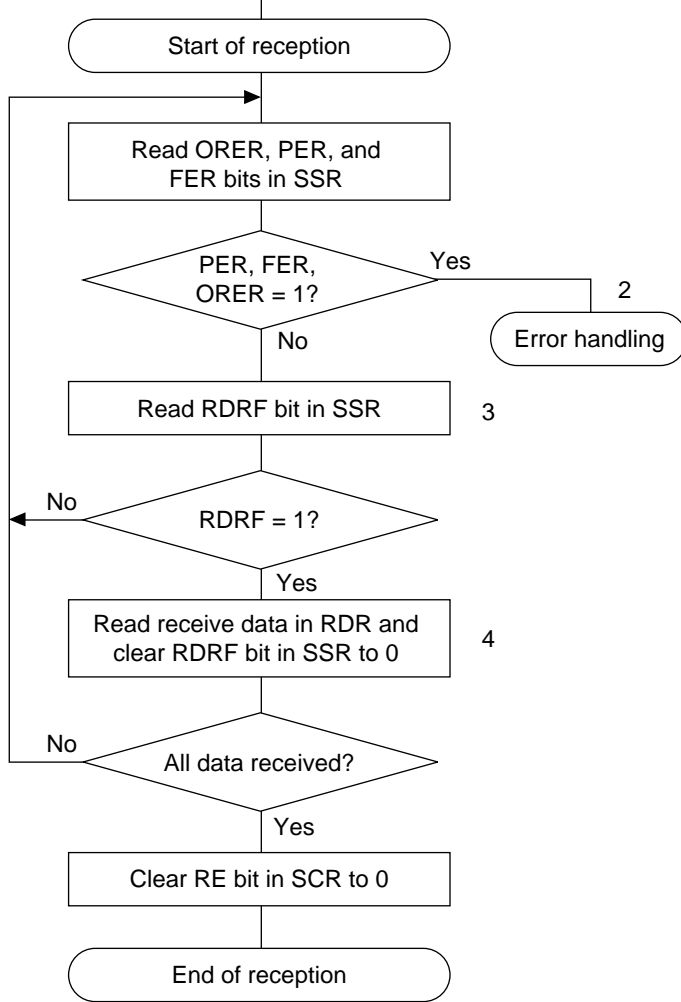 Start of reception
Read ORER, PER, and
FER bits in SSR
PER, FER,
ORER = 1?
Yes
2
Error handling
No
Read RDRF bit in SSR
3
No
RDRF = 1?
Yes
Read receive data in RDR and
clear RDRF bit in SSR to 0
4
No
All data received?
Yes
Clear RE bit in SCR to 0
End of reception